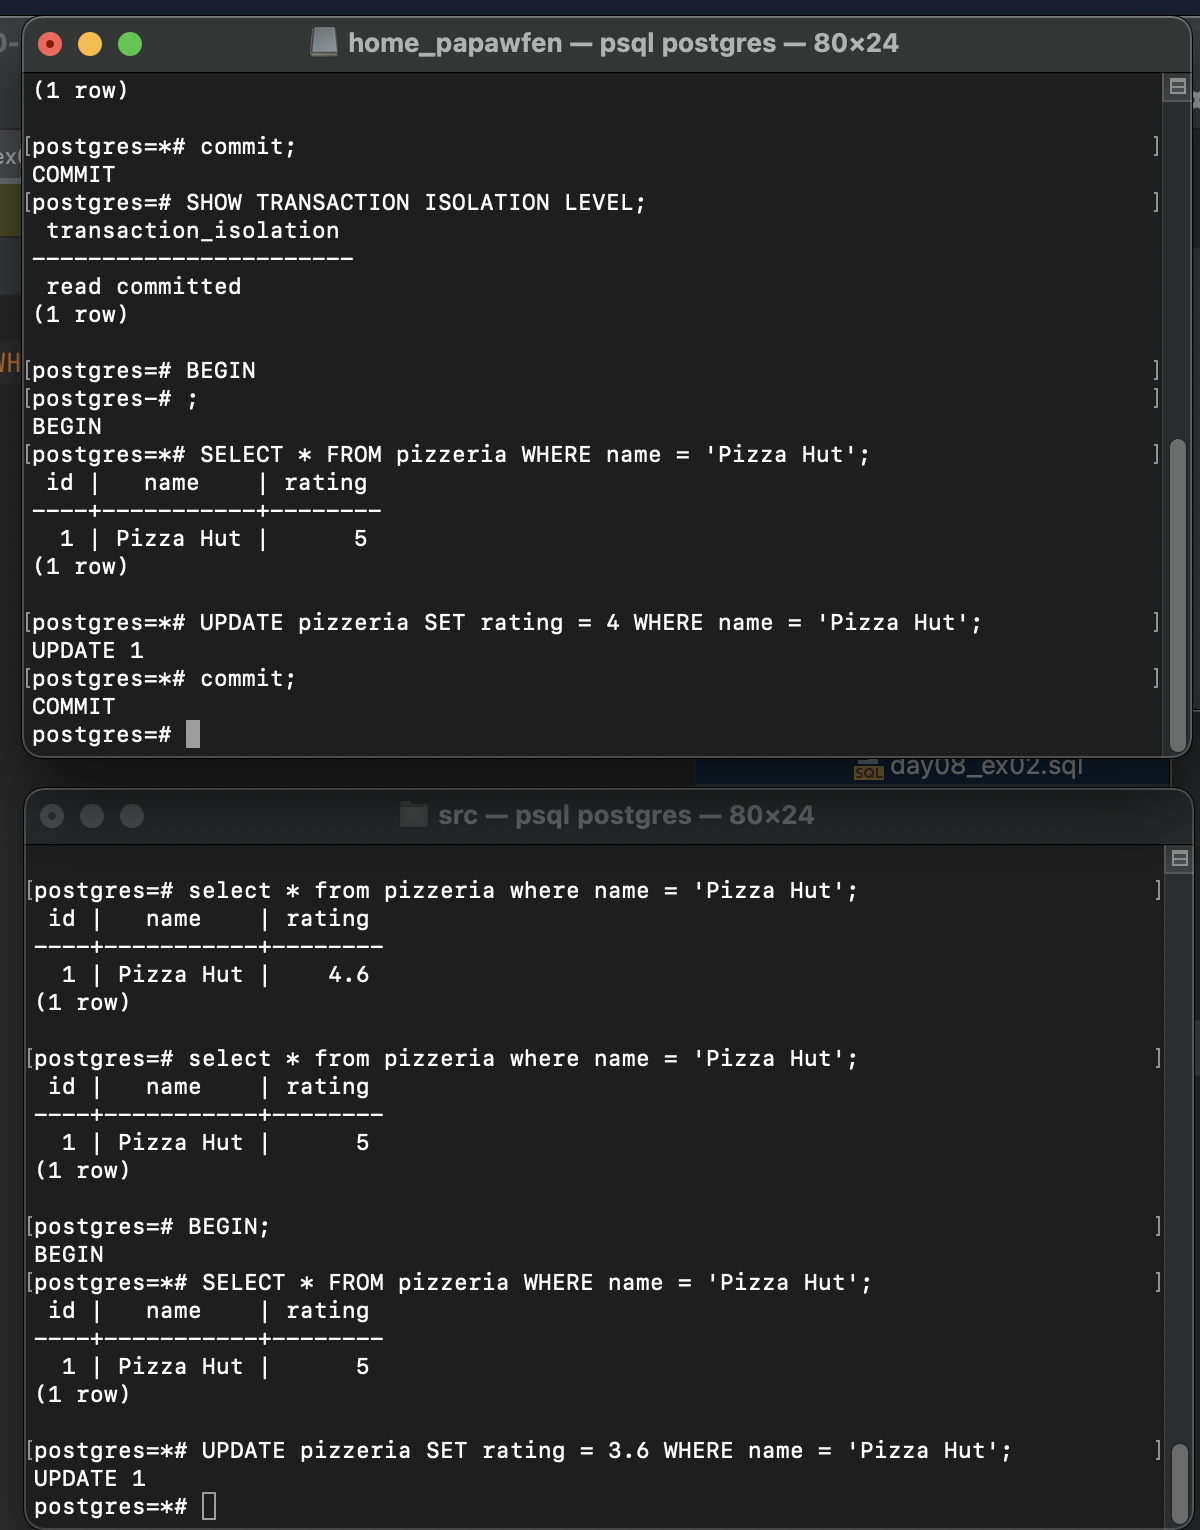 home_papawfen — psql postgres — 80×24
(1 row)
[postgres=*# commit; ]
COMMIT
[postgres=# SHOW TRANSACTION ISOLATION LEVEL; ]
transaction_isolation
-----------------------
read committed
(1 row)
[postgres=# BEGIN ]
[postgres-# ; ]
BEGIN
[postgres=*# SELECT * FROM pizzeria WHERE name = 'Pizza Hut'; ]
 id |   name    | rating
----+-----------+--------
  1 | Pizza Hut |      5
(1 row)
[postgres=*# UPDATE pizzeria SET rating = 4 WHERE name = 'Pizza Hut'; ]
UPDATE 1
[postgres=*# commit; ]
COMMIT
postgres=#
SQL day08_ex02.sql
src — psql postgres — 80×24
[postgres=# select * from pizzeria where name = 'Pizza Hut'; ]
 id |   name    | rating
----+-----------+--------
  1 | Pizza Hut |    4.6
(1 row)
[postgres=# select * from pizzeria where name = 'Pizza Hut'; ]
 id |   name    | rating
----+-----------+--------
  1 | Pizza Hut |      5
(1 row)
[postgres=# BEGIN; ]
BEGIN
[postgres=*# SELECT * FROM pizzeria WHERE name = 'Pizza Hut'; ]
 id |   name    | rating
----+-----------+--------
  1 | Pizza Hut |      5
(1 row)
[postgres=*# UPDATE pizzeria SET rating = 3.6 WHERE name = 'Pizza Hut'; ]
UPDATE 1
postgres=*#